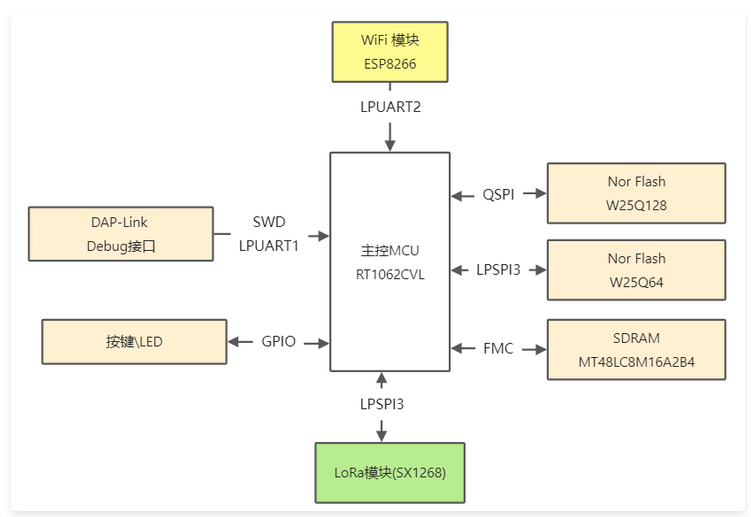 WiFi 模块
ESP8266
LPUART2
DAP-Link
Debug接口
SWD
LPUART1
主控MCU
RT1062CVL
QSPI
Nor Flash
W25Q128
LPSPI3
Nor Flash
W25Q64
按键\LED
GPIO
FMC
SDRAM
MT48LC8M16A2B4
LPSPI3
LoRa模块(SX1268)